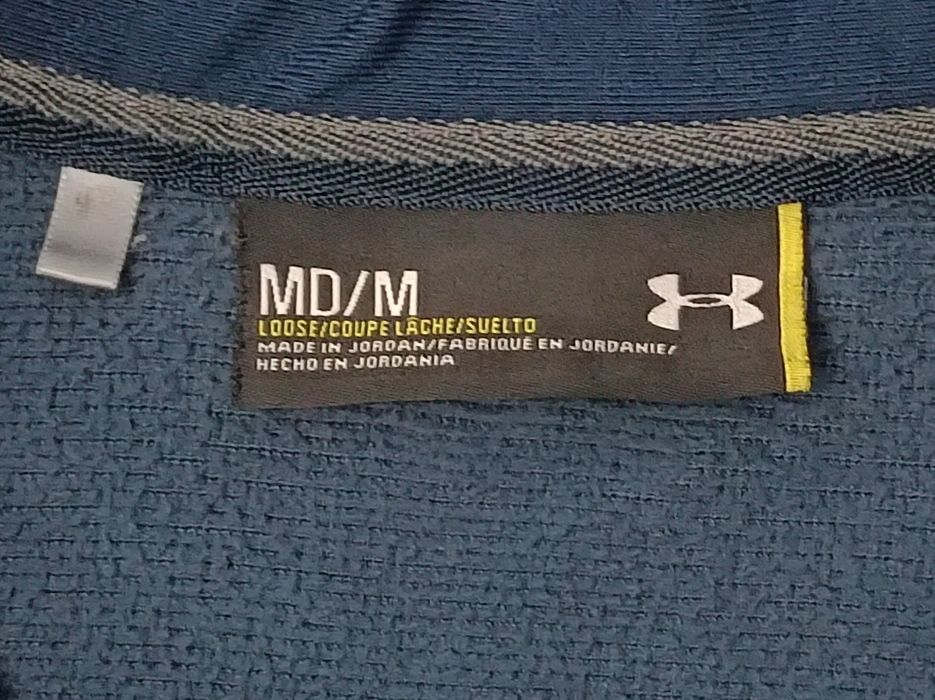 MD/M
LOOSE/COUPE LÂCHE/SUELTO
MADE IN JORDAN/FABRIQUÉ EN JORDANIE/
HECHO EN JORDANIA